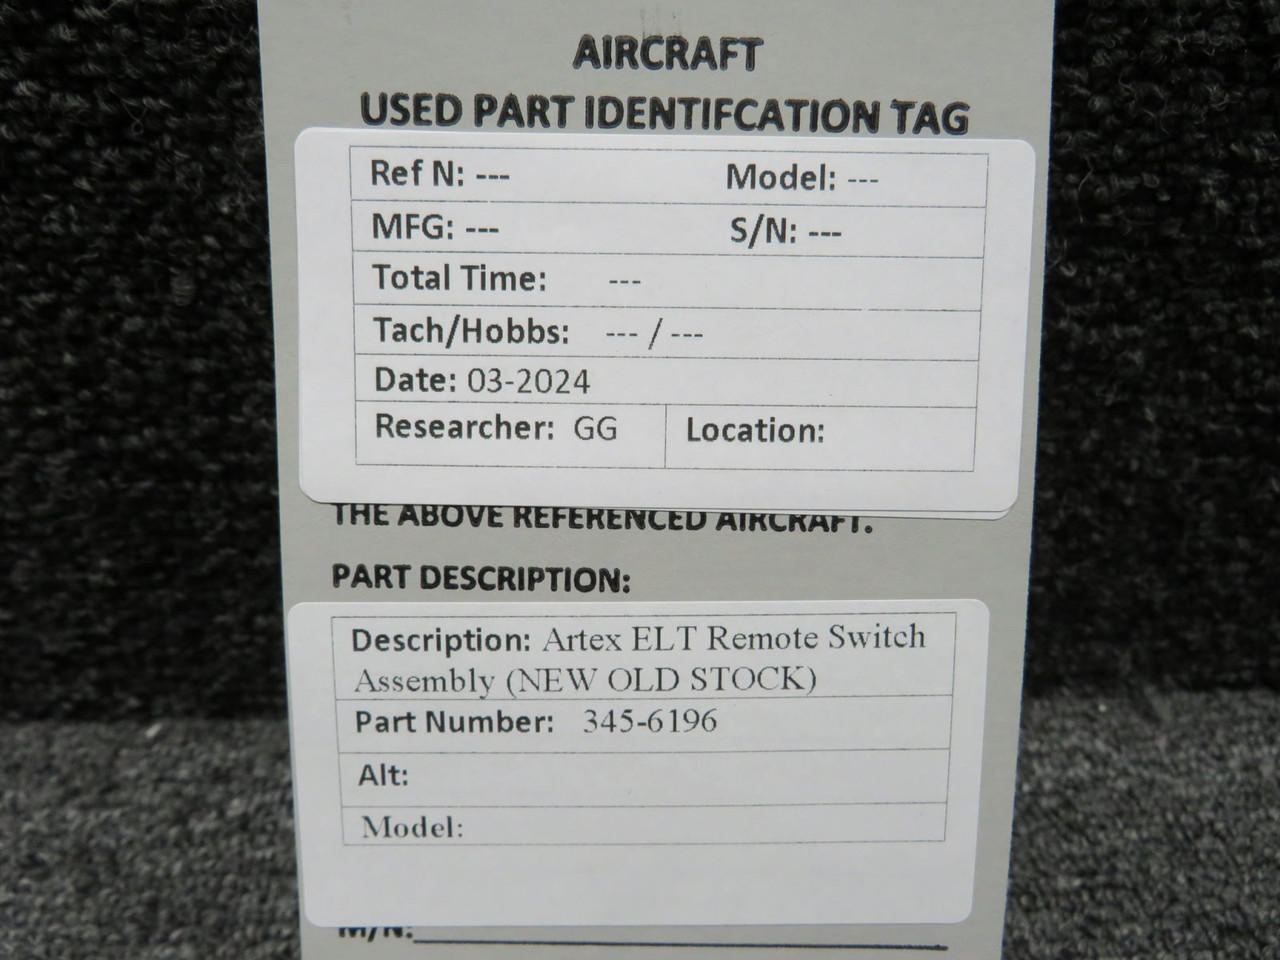 AIRCRAFT
USED PART IDENTIFCATION TAG
Ref N: --- Model: ---
MFG: --- S/N: ---
Total Time: ---
Tach/Hobbs: --- / ---
Date: 03-2024
Researcher: GG Location:
THE ABOVE REFERENCED AIRCRAFT.
PART DESCRIPTION:
Description: Artex ELT Remote Switch
Assembly (NEW OLD STOCK)
Part Number: 345-6196
Alt:
Model:
M/N: